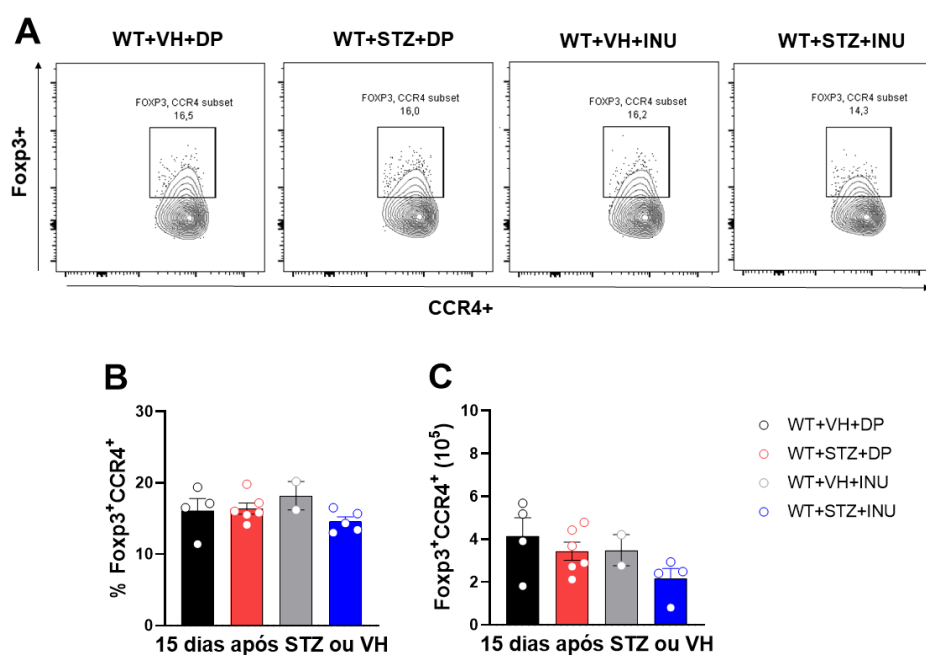 A
WT+VH+DP
WT+STZ+DP
WT+VH+INU
WT+STZ+INU
Foxp3+
FOXP3, CCR4 subset
16,5
FOXP3, CCR4 subset
16,0
FOXP3, CCR4 subset
16,2
FOXP3, CCR4 subset
14,3
CCR4+
B
% Foxp3⁺CCR4⁺
30
20
10
0
15 dias após STZ ou VH
C
Foxp3⁺CCR4⁺ (10⁵)
10
8
6
4
2
0
15 dias após STZ ou VH
WT+VH+DP
WT+STZ+DP
WT+VH+INU
WT+STZ+INU